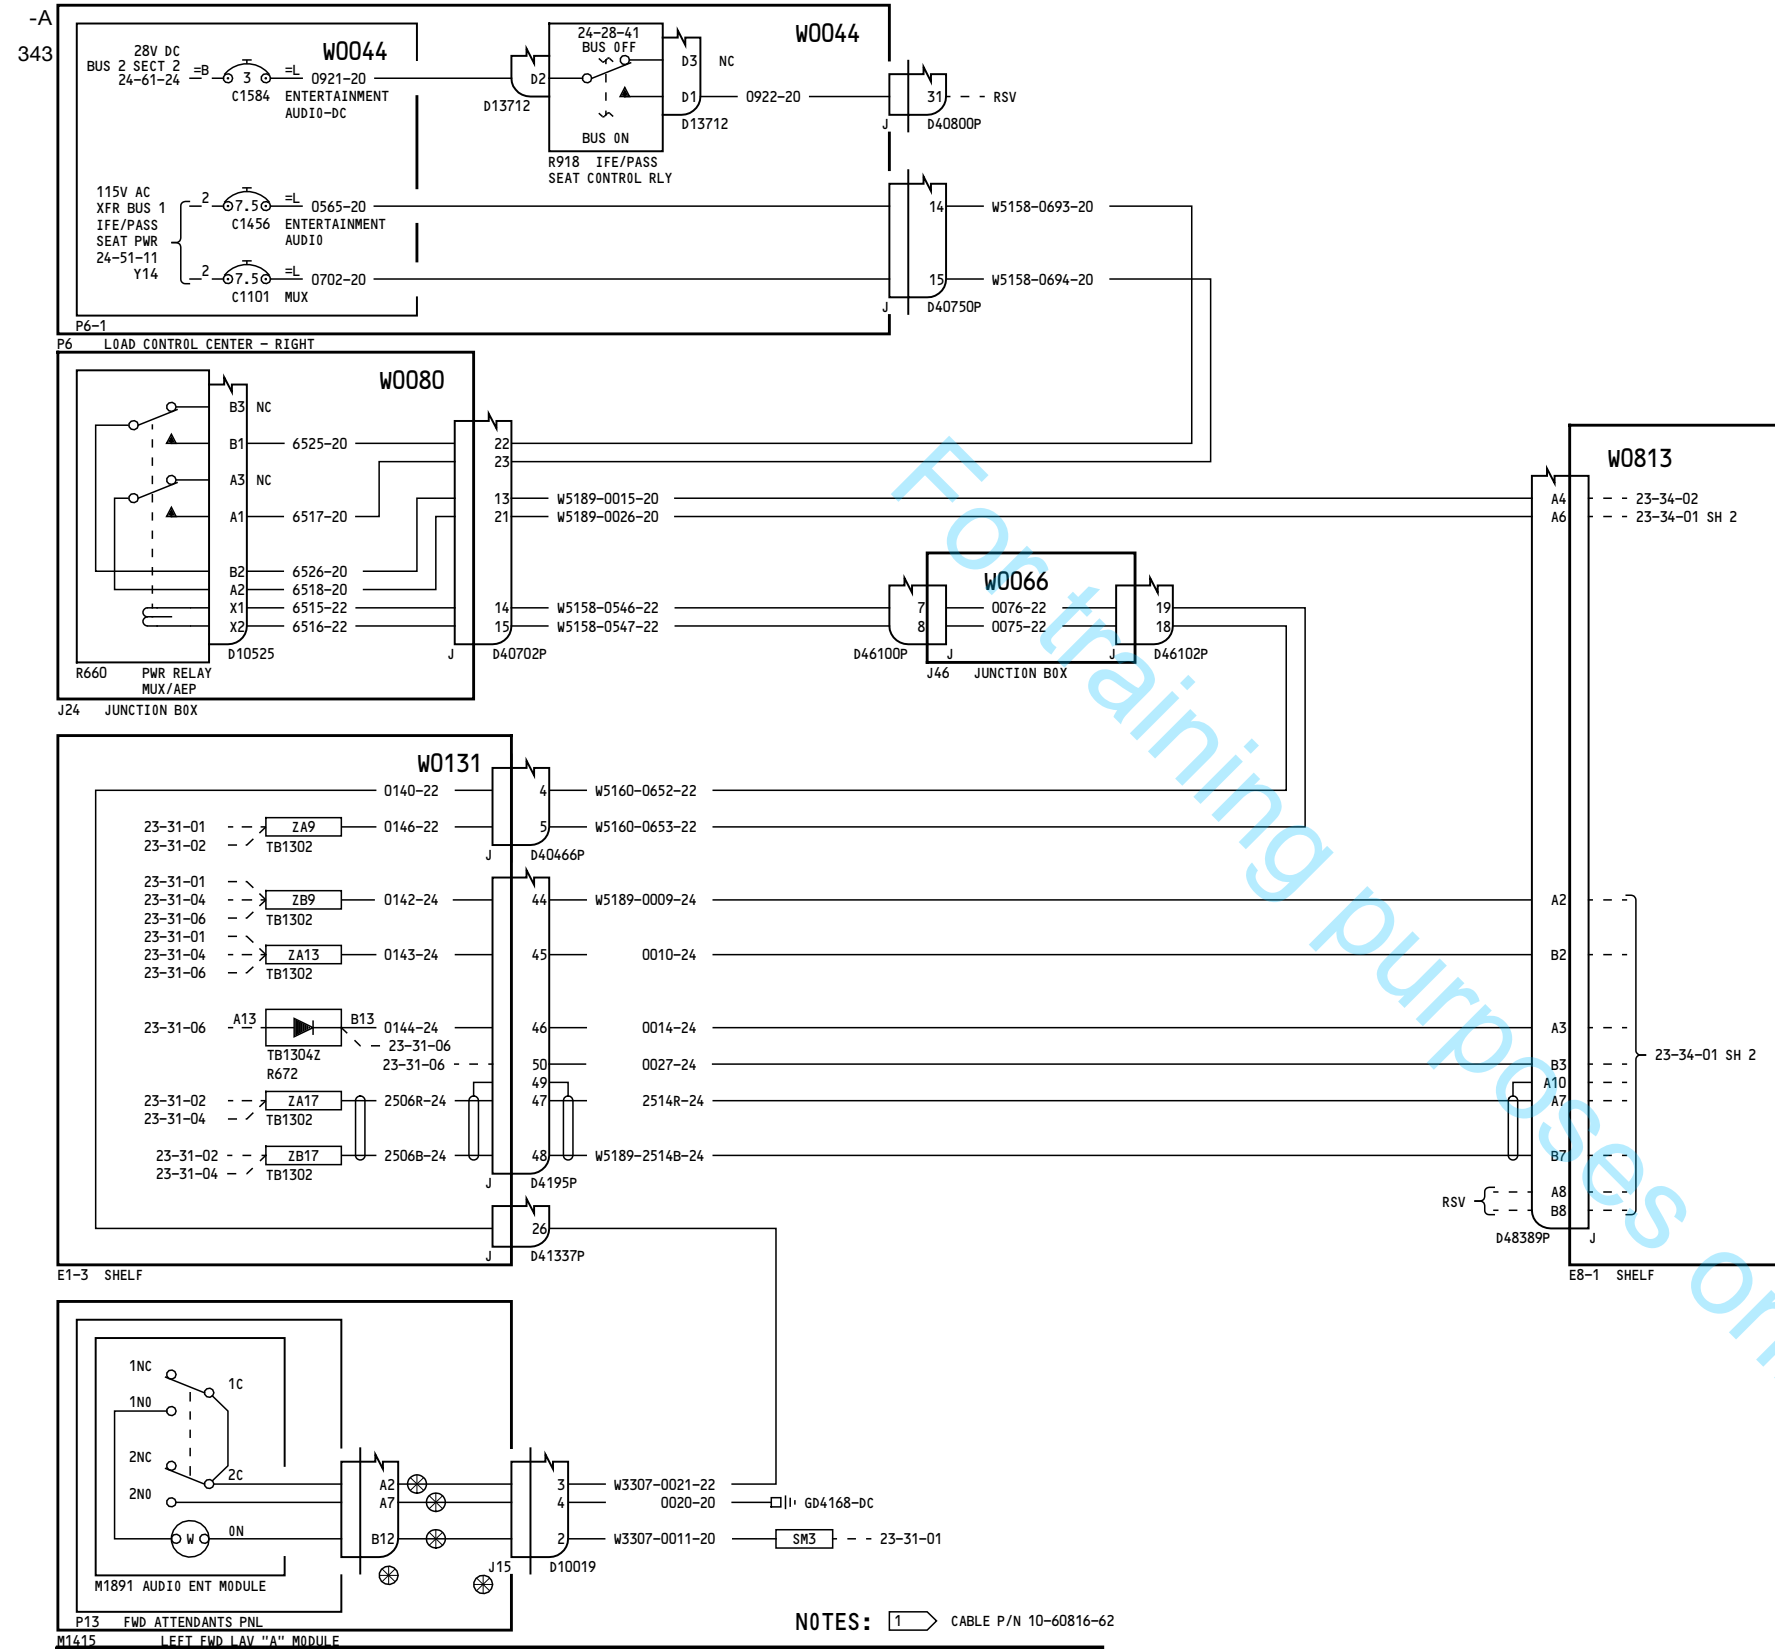 -A
343
28V DC
BUS 2 SECT 2
24-61-24
=B
3
=L
0921-20
C1584
ENTERTAINMENT
AUDIO-DC
W0044
D2
D13712
24-28-41
BUS OFF
BUS ON
D3
NC
D1
D13712
R918 IFE/PASS
SEAT CONTROL RLY
0922-20
W0044
31
RSV
J
D40800P
115V AC
XFR BUS 1
IFE/PASS
SEAT PWR
24-51-11
Y14
2
7.5
=L
0565-20
C1456
ENTERTAINMENT
AUDIO
2
7.5
=L
0702-20
C1101
MUX
14
W5158-0693-20
15
W5158-0694-20
J
D40750P
P6-1
P6 LOAD CONTROL CENTER - RIGHT
W0080
B3
NC
B1
6525-20
A3
NC
A1
6517-20
B2
6526-20
A2
6518-20
X1
6515-22
X2
6516-22
D10525
R660
PWR RELAY
MUX/AEP
J24 JUNCTION BOX
22
23
13
W5189-0015-20
21
W5189-0026-20
14
W5158-0546-22
15
W5158-0547-22
J
D40702P
W0066
7
0076-22
19
8
0075-22
18
D46100P
J
J
D46102P
J46 JUNCTION BOX
W0813
A4
23-34-02
A6
23-34-01 SH 2
W0131
0140-22
4
W5160-0652-22
23-31-01
23-31-02
ZA9
TB1302
0146-22
5
W5160-0653-22
J
D40466P
23-31-01
23-31-04
23-31-06
ZB9
TB1302
0142-24
44
W5189-0009-24
A2
23-31-01
23-31-04
23-31-06
ZA13
TB1302
0143-24
45
0010-24
B2
23-31-06
A13
B13
0144-24
46
0014-24
A3
23-31-06
TB1304Z
R672
23-31-06
50
0027-24
B3
49
A10
23-34-01 SH 2
23-31-02
23-31-04
ZA17
TB1302
2506R-24
47
2514R-24
A7
23-31-02
23-31-04
ZB17
TB1302
2506B-24
48
W5189-2514B-24
B7
J
D4195P
RSV
A8
B8
26
J
D41337P
D48389P
J
E1-3 SHELF
E8-1 SHELF
1NC
1C
1NO
2NC
2C
2NO
W
ON
A2
A7
B12
3
W3307-0021-22
4
0020-20
GD4168-DC
2
W3307-0011-20
SM3
23-31-01
J15
D10019
M1891 AUDIO ENT MODULE
P13 FWD ATTENDANTS PNL
M1415 LEFT FWD LAV "A" MODULE
NOTES:
1
CABLE P/N 10-60816-62
For training purposes on